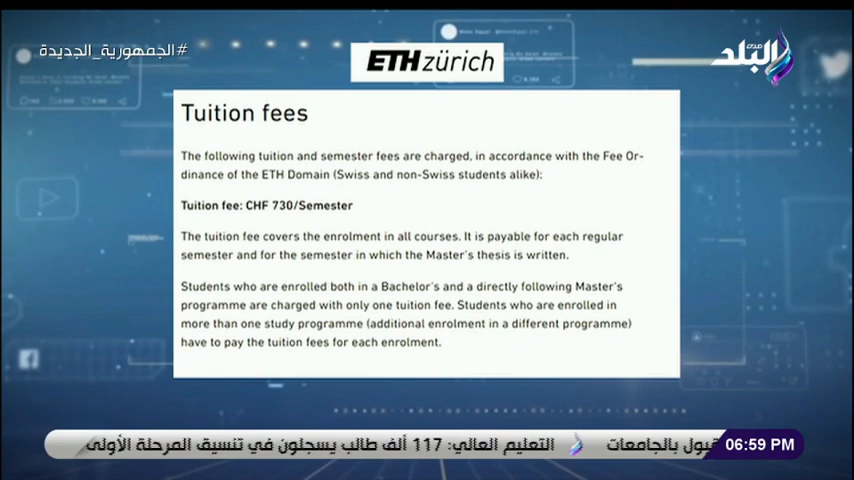 #الجمهورية_الجديدة
صدى
البلد
ETH zürich
Tuition fees
The following tuition and semester fees are charged, in accordance with the Fee Or-
dinance of the ETH Domain (Swiss and non-Swiss students alike):
Tuition fee: CHF 730/Semester
The tuition fee covers the enrolment in all courses. It is payable for each regular
semester and for the semester in which the Master's thesis is written.
Students who are enrolled both in a Bachelor's and a directly following Master's
programme are charged with only one tuition fee. Students who are enrolled in
more than one study programme (additional enrolment in a different programme)
have to pay the tuition fees for each enrolment.
قبول بالجامعات التعليم العالي: 117 ألف طالب يسجلون في تنسيق المرحلة الأولى
06:59 PM